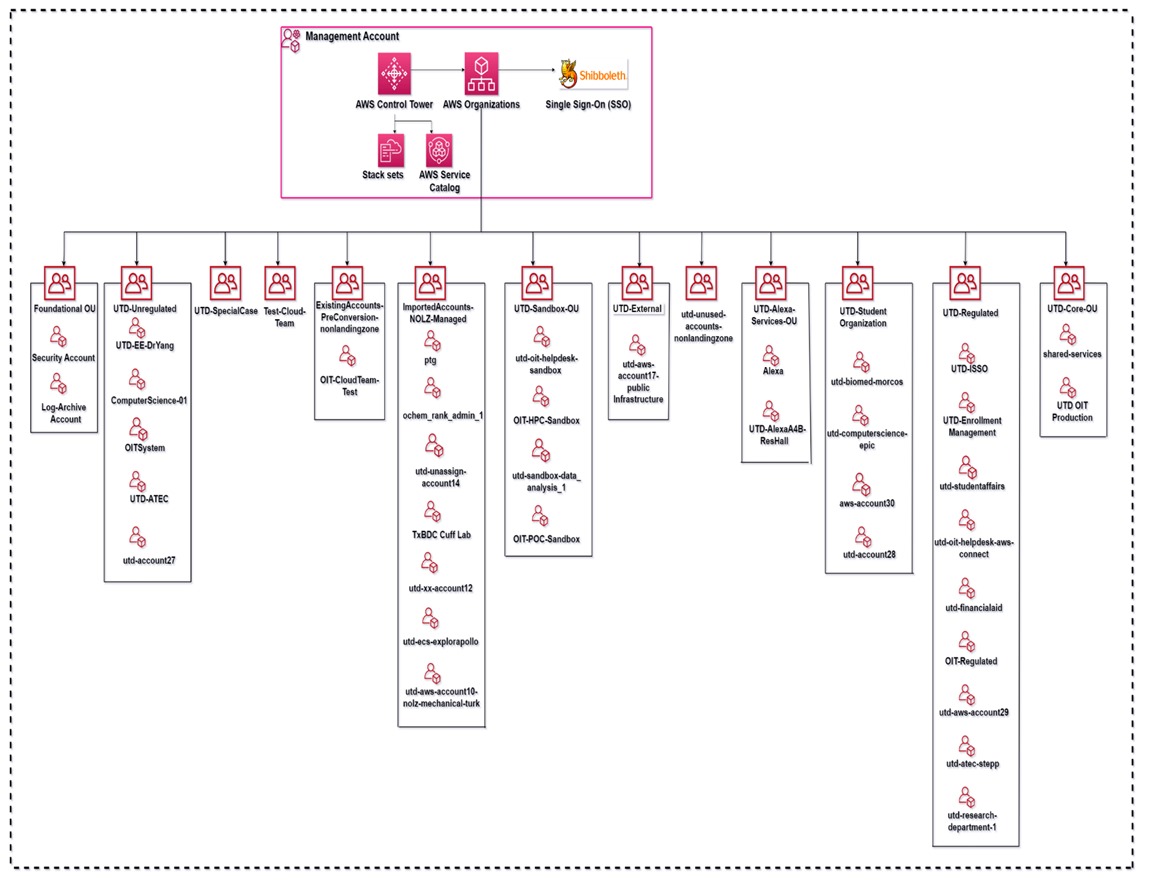 Management Account
Shibboleth.
AWS Control Tower
AWS Organizations
Single Sign-On (SSO)
Stack sets
AWS Service
Catalog
Foundational OU
Security Account
Log-Archive
Account
UTD-Unregulated
UTD-EE-DrYang
ComputerScience-01
OITSystem
UTD-ATEC
utd-account27
UTD-SpecialCase
Test-Cloud-
Team
ExistingAccounts-
PreConversion-
nonlandingzone
OIT-CloudTeam-
Test
ImportedAccounts-
NOLZ-Managed
ptg
ochem_rank_admin_1
utd-unassign-
account14
TxBDC Cuff Lab
utd-xx-account12
utd-ecs-explorapollo
utd-aws-account10-
nolz-mechanical-turk
UTD-Sandbox-OU
utd-oit-helpdesk-
sandbox
OIT-HPC-Sandbox
utd-sandbox-data_
analysis_1
OIT-POC-Sandbox
UTD-External
utd-aws-
account17-
public
Infrastructure
utd-unused-
accounts-
nonlandingzone
UTD-Alexa-
Services-OU
Alexa
UTD-AlexaA4B-
ResHall
UTD-Student
Organization
utd-biomed-morcos
utd-computerscience-
epic
aws-account30
utd-account28
UTD-Regulated
UTD-ISSO
UTD-Enrollment
Management
utd-studentaffairs
utd-oit-helpdesk-aws-
connect
utd-financialaid
OIT-Regulated
utd-aws-account29
utd-atec-stepp
utd-research-
department-1
UTD-Core-OU
shared-services
UTD OIT
Production